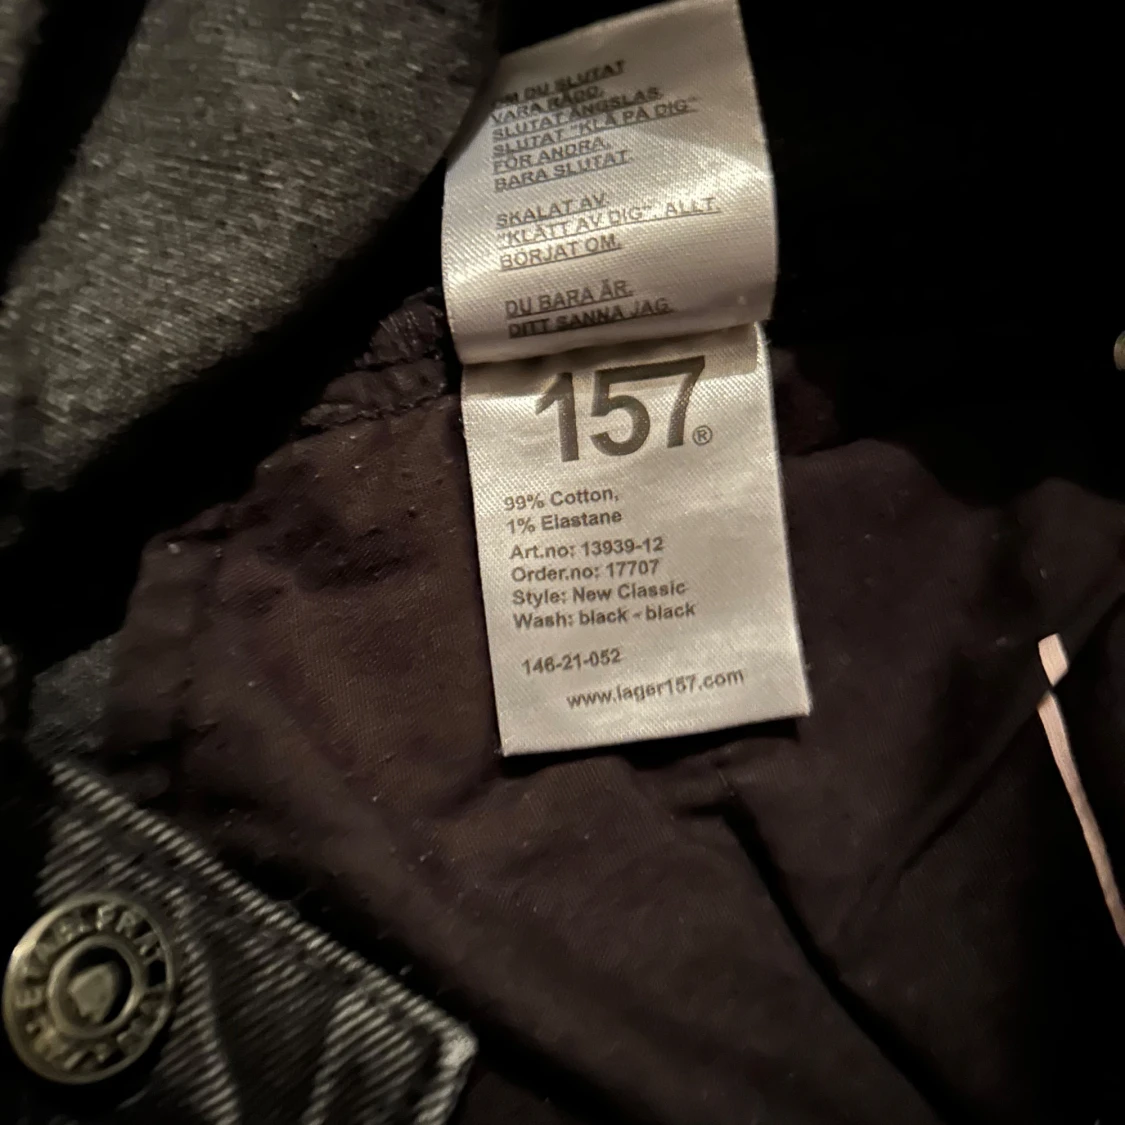 OM DU SLUTAT
VARA RÄDD.
SLUTAT ÄNGSLAS.
SLUTAT "KLÄ PÅ DIG"
FÖR ANDRA.
BARA SLUTAT.
SKALAT AV.
"KLÄTT AV DIG" ALLT.
BÖRJAT OM.
DU BARA ÄR.
DITT SANNA JAG.
157®
99% Cotton,
1% Elastane
Art.no: 13939-12
Order.no: 17707
Style: New Classic
Wash: black - black
146-21-052
www.lager157.com